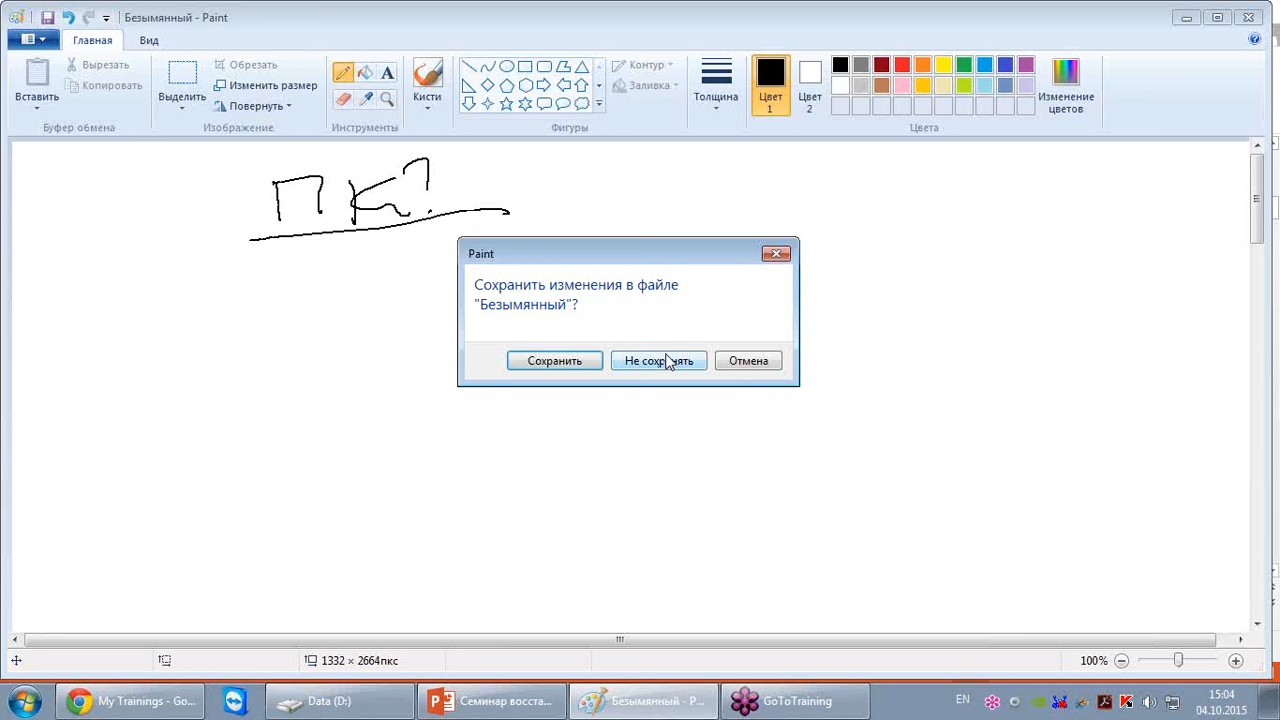 Безымянный - Paint
Главная
Вид
Вставить
Вырезать
Копировать
Буфер обмена
Выделить
Обрезать
Изменить размер
Повернуть
Изображение
A
Инструменты
Кисти
Фигуры
Контур
Заливка
Толщина
Цвет 1
Цвет 2
Изменение цветов
Цвета
ПК?
Paint
Сохранить изменения в файле
"Безымянный"?
Сохранить
Не сохранять
Отмена
1332 × 2664пкс
100%
My Trainings - Go...
Data (D:)
Семинар восста...
Безымянный - P...
GoToTraining
EN
15:04
04.10.2015